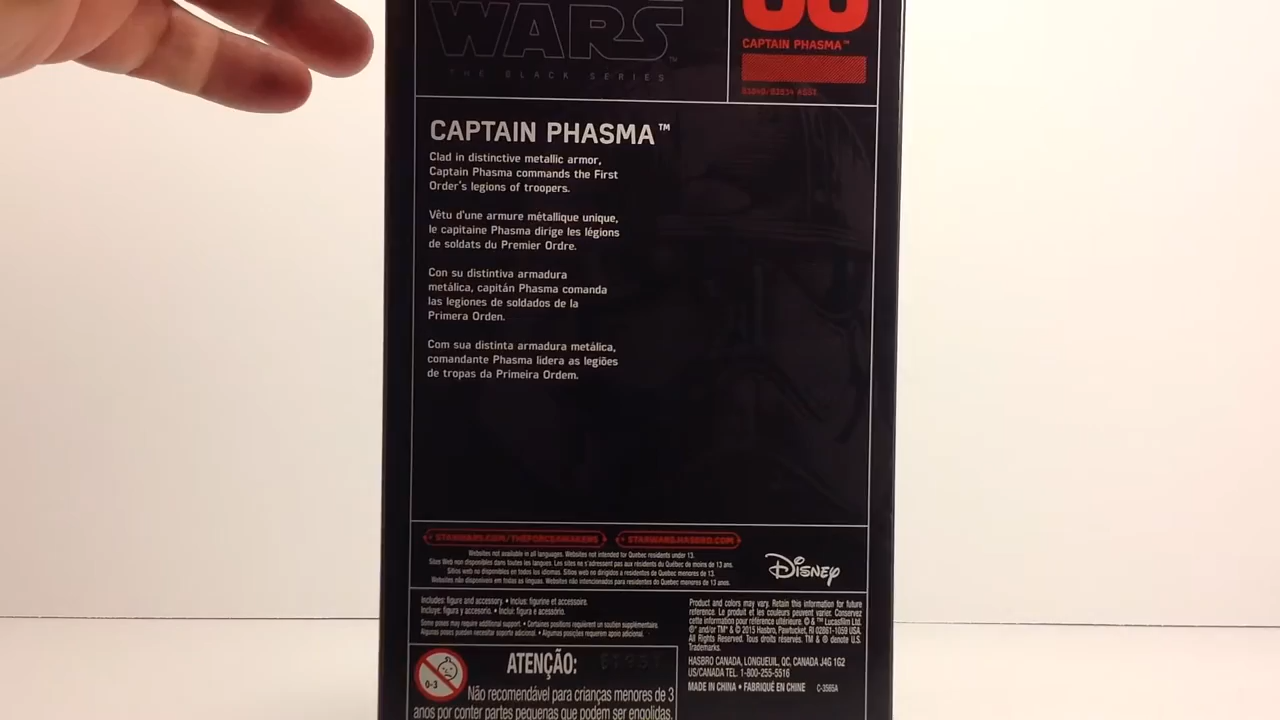 WARS™
THE BLACK SERIES
CAPTAIN PHASMA™
CAPTAIN PHASMA™
Clad in distinctive metallic armor,
Captain Phasma commands the First
Order's legions of troopers.
Vêtu d'une armure métallique unique,
le capitaine Phasma dirige les légions
de soldats du Premier Ordre.
Con su distintiva armadura
metálica, capitán Phasma comanda
las legiones de soldados de la
Primera Orden.
Com sua distinta armadura metálica,
comandante Phasma lidera as legiões
de tropas da Primeira Ordem.
STARWARS.COM/THEFORCEAWAKENS STARWARS.HASBRO.COM
Websites not available in all languages. Websites not intended for Quebec residents under 13.
Sites Web non disponibles dans toutes les langues. Les sites ne s'adressent pas aux résidents du Québec de moins de 13 ans.
Sitios web no disponibles en todos los idiomas. Sitios web no dirigidos a residentes de Quebec menores de 13 ans.
Websites não disponíveis em todas as línguas. Websites não intencionados para residentes do Quebec menores de 13 anos.
Disney
Includes: figure and accessory. • Inclus: figurine et accessoire.
Incluye: figura y accesorio. • Inclui: figura e acessório.
Some poses may require additional support. • Certaines positions requièrent un soutien supplémentaire.
Algunas poses puedan necesitar soporte adicional. • Algumas posições requerem apoio adicional.
Product and colors may vary. Retain this information for future
reference. Le produit et les couleurs peuvent varier. Conservez
cette information pour référence ultérieure. © & ™ Lucasfilm Ltd.
®* and/or TM* & © 2015 Hasbro, Pawtucket, RI 02861-1059 USA.
All Rights Reserved. Tous droits réservés. TM & ® denote U.S.
Trademarks.
HASBRO CANADA, LONGUEUIL, QC, CANADA J4G 1G2
US/CANADA TEL. 1-800-255-5516
MADE IN CHINA • FABRIQUÉ EN CHINE C-3565A
0-3
ATENÇÃO:
Não recomendável para crianças menores de 3
anos por conter partes pequenas que podem ser engolidas.